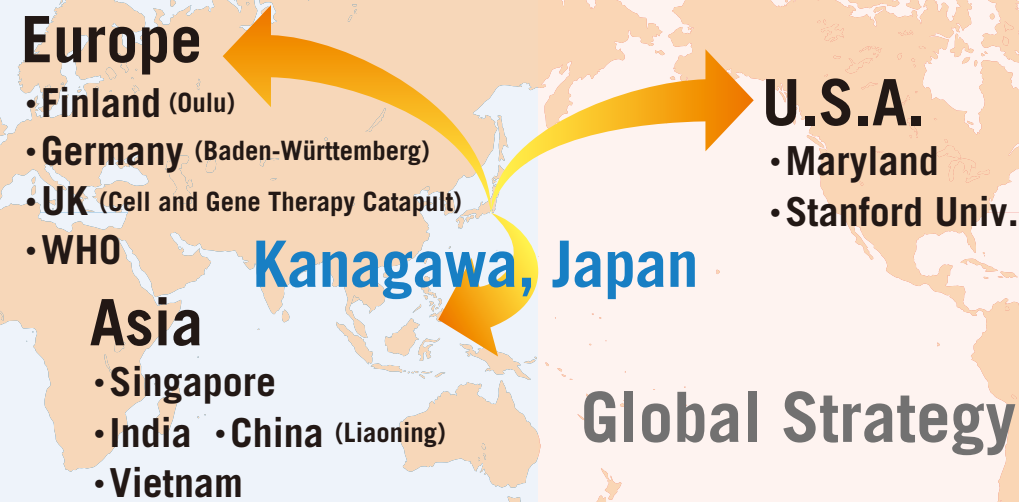 Europe
・Finland (Oulu)
・Germany (Baden-Württemberg)
・UK (Cell and Gene Therapy Catapult)
・WHO
U.S.A.
・Maryland
・Stanford Univ.
Kanagawa, Japan
Asia
・Singapore
・India ・China (Liaoning)
・Vietnam
Global Strategy